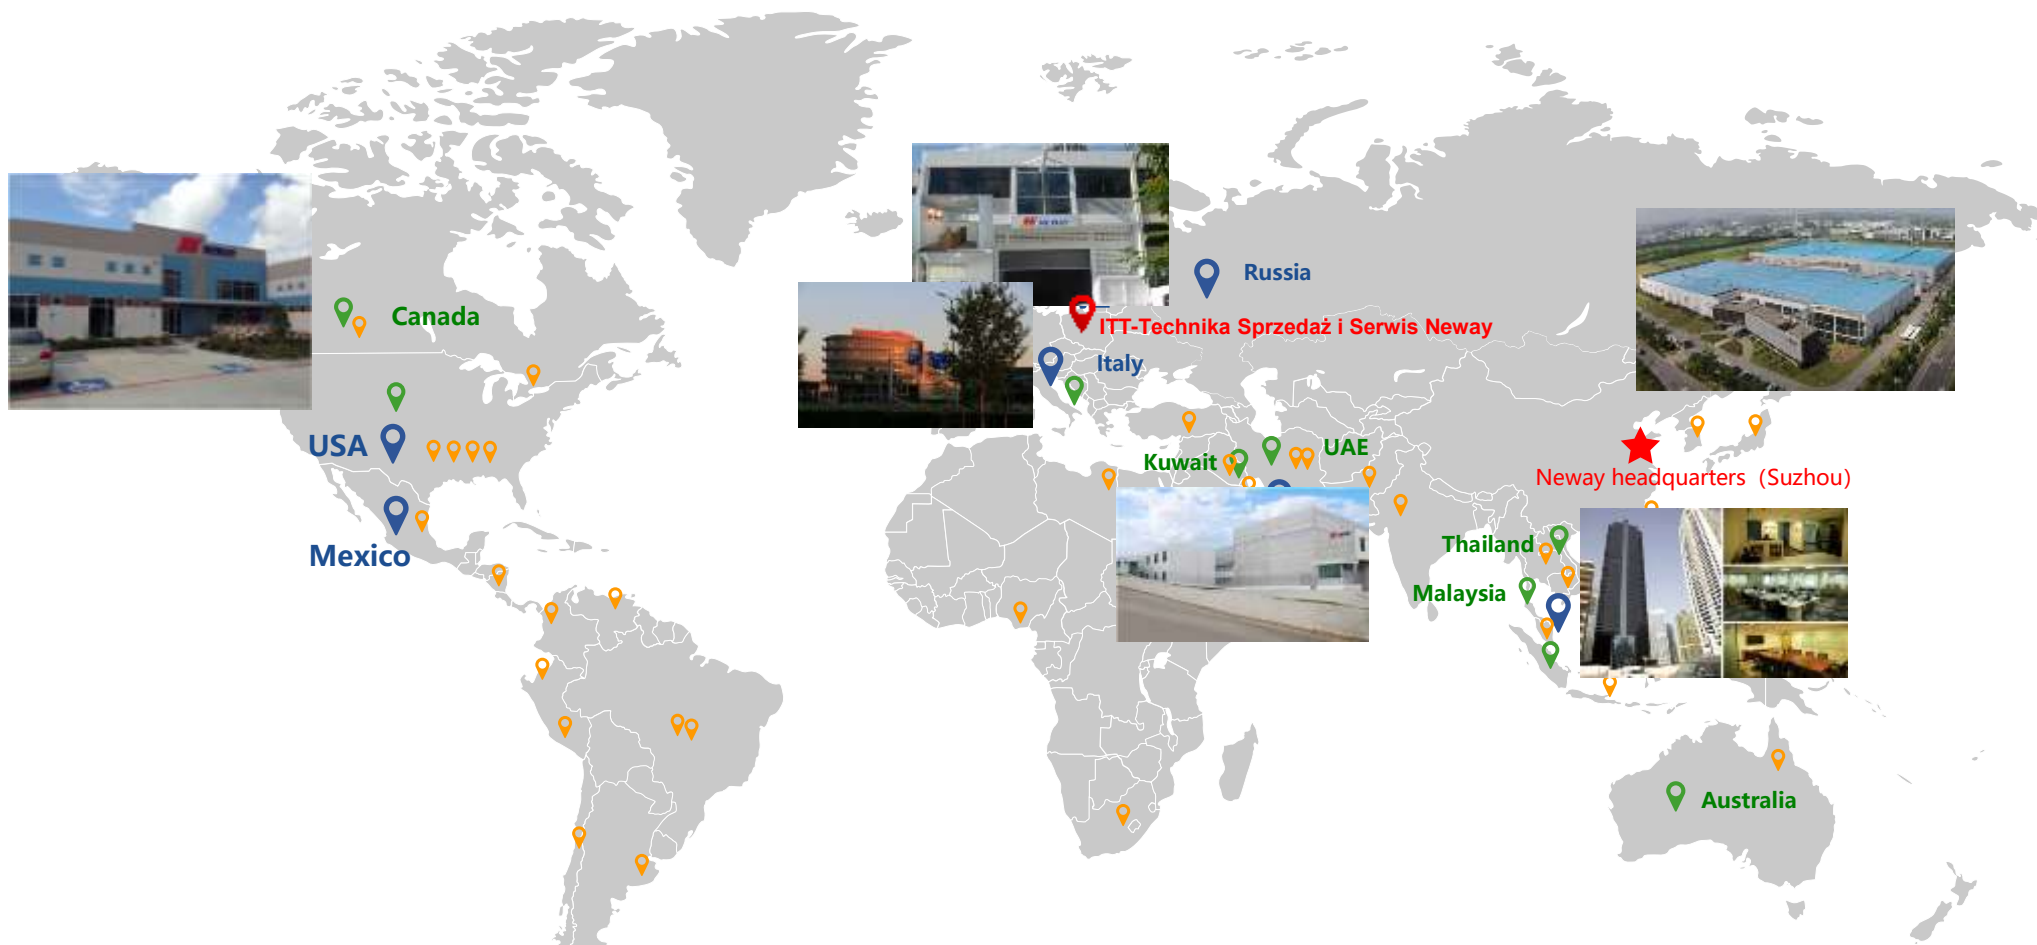 Russia
Canada
ITT-Technika Sprzedaż i Serwis Neway
Italy
USA
Kuwait
UAE
Neway headquarters（Suzhou）
Mexico
Thailand
Malaysia
Australia